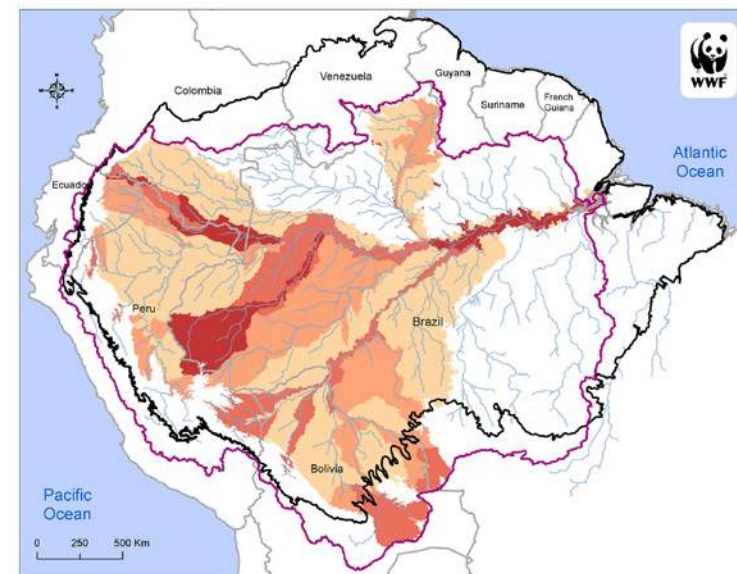 Colombia
Venezuela
Guyana
Suriname
French
Guiana
WWF
Atlantic
Ocean
Ecuador
Peru
Brazil
Bolivia
Pacific
Ocean
0 250 500 Km